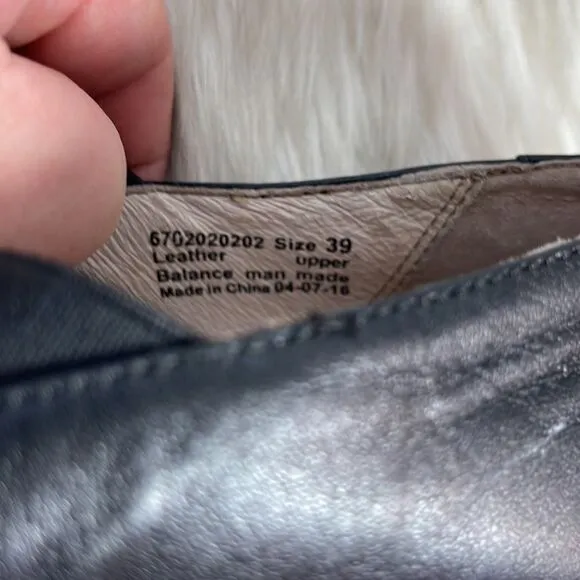 6702020202 Size 39
Leather upper
Balance man made
Made in China 04-07-16